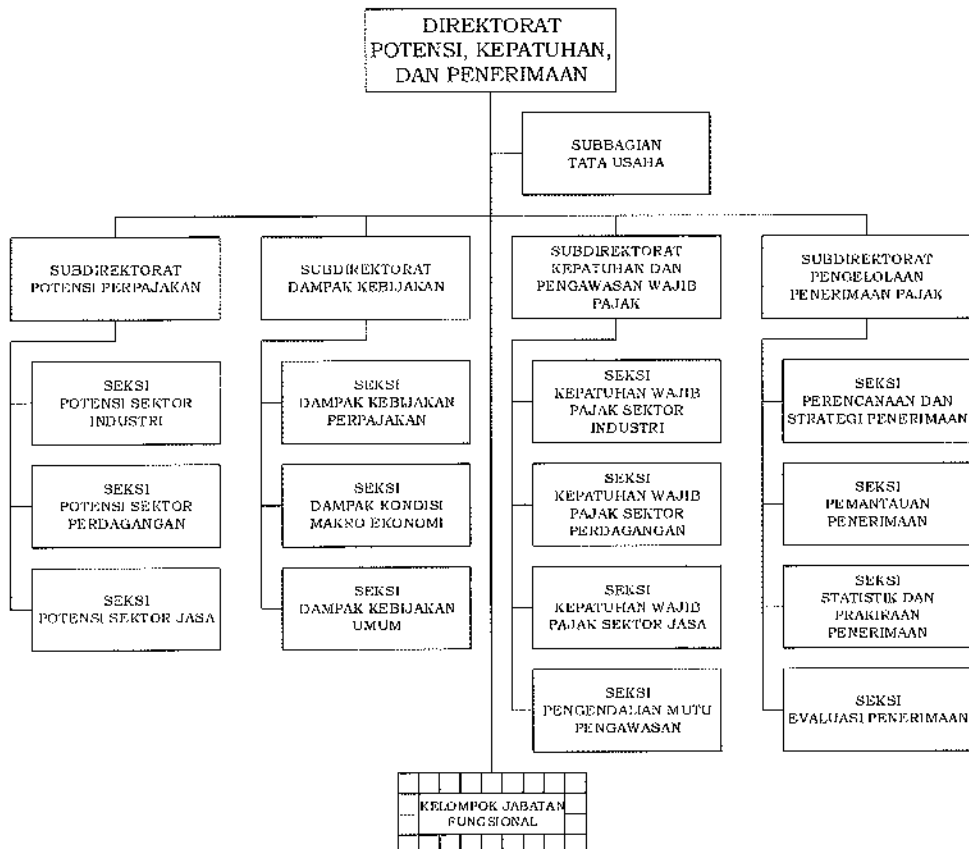 DIREKTORAT
POTENSI, KEPATUHAN,
DAN PENERIMAAN
SUBBAGIAN
TATA USAHA
SUBDIREKTORAT
POTENSI PERPAJAKAN
SUBDIREKTORAT
DAMPAK KEBIJAKAN
SUBDIREKTORAT
KEPATUHAN DAN
PENGAWASAN WAJIB
PAJAK
SUBDIREKTORAT
PENGELOLAAN
PENERIMAAN PAJAK
SEKSI
POTENSI SEKTOR
INDUSTRI
SEKSI
DAMPAK KEBIJAKAN
PERPAJAKAN
SEKSI
KEPATUHAN WAJIB
PAJAK SEKTOR
INDUSTRI
SEKSI
PERENCANAAN DAN
STRATEGI PENERIMAAN
SEKSI
POTENSI SEKTOR
PERDAGANGAN
SEKSI
DAMPAK KONDISI
MAKRO EKONOMI
SEKSI
KEPATUHAN WAJIB
PAJAK SEKTOR
PERDAGANGAN
SEKSI
PEMANTAUAN
PENERIMAAN
SEKSI
POTENSI SEKTOR JASA
SEKSI
DAMPAK KEBIJAKAN
UMUM
SEKSI
KEPATUHAN WAJIB
PAJAK SEKTOR JASA
SEKSI
STATISTIK DAN
PRAKIRAAN
PENERIMAAN
SEKSI
PENGENDALIAN MUTU
PENGAWASAN
SEKSI
EVALUASI PENERIMAAN
KELOMPOK JABATAN
FUNGSIONAL